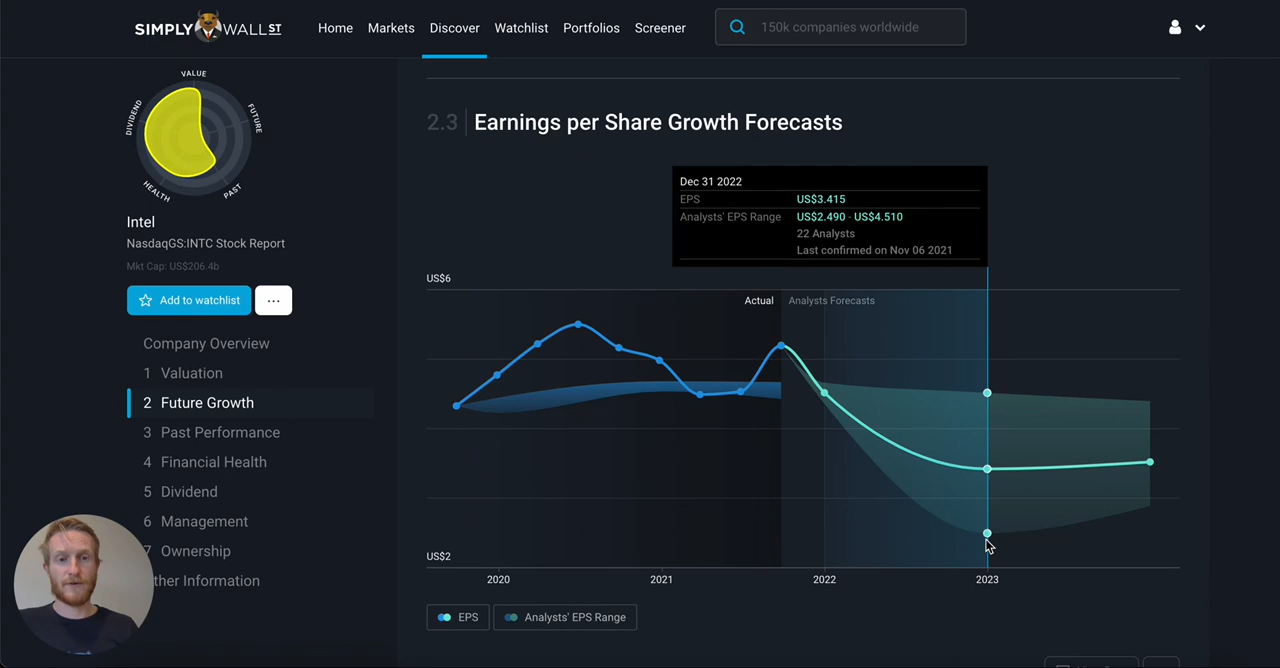 SIMPLY WALL ST
Home Markets Discover Watchlist Portfolios Screener
150k companies worldwide
VALUE
FUTURE
PAST
HEALTH
DIVIDEND
Intel
NasdaqGS:INTC Stock Report
Mkt Cap: US$206.4b
Add to watchlist
...
Company Overview
1 Valuation
2 Future Growth
3 Past Performance
4 Financial Health
5 Dividend
6 Management
7 Ownership
ther Information
2.3 Earnings per Share Growth Forecasts
Dec 31 2022
EPS US$3.415
Analysts' EPS Range US$2.490 - US$4.510
22 Analysts
Last confirmed on Nov 06 2021
US$6
Actual Analysts Forecasts
US$2
2020 2021 2022 2023
EPS Analysts' EPS Range